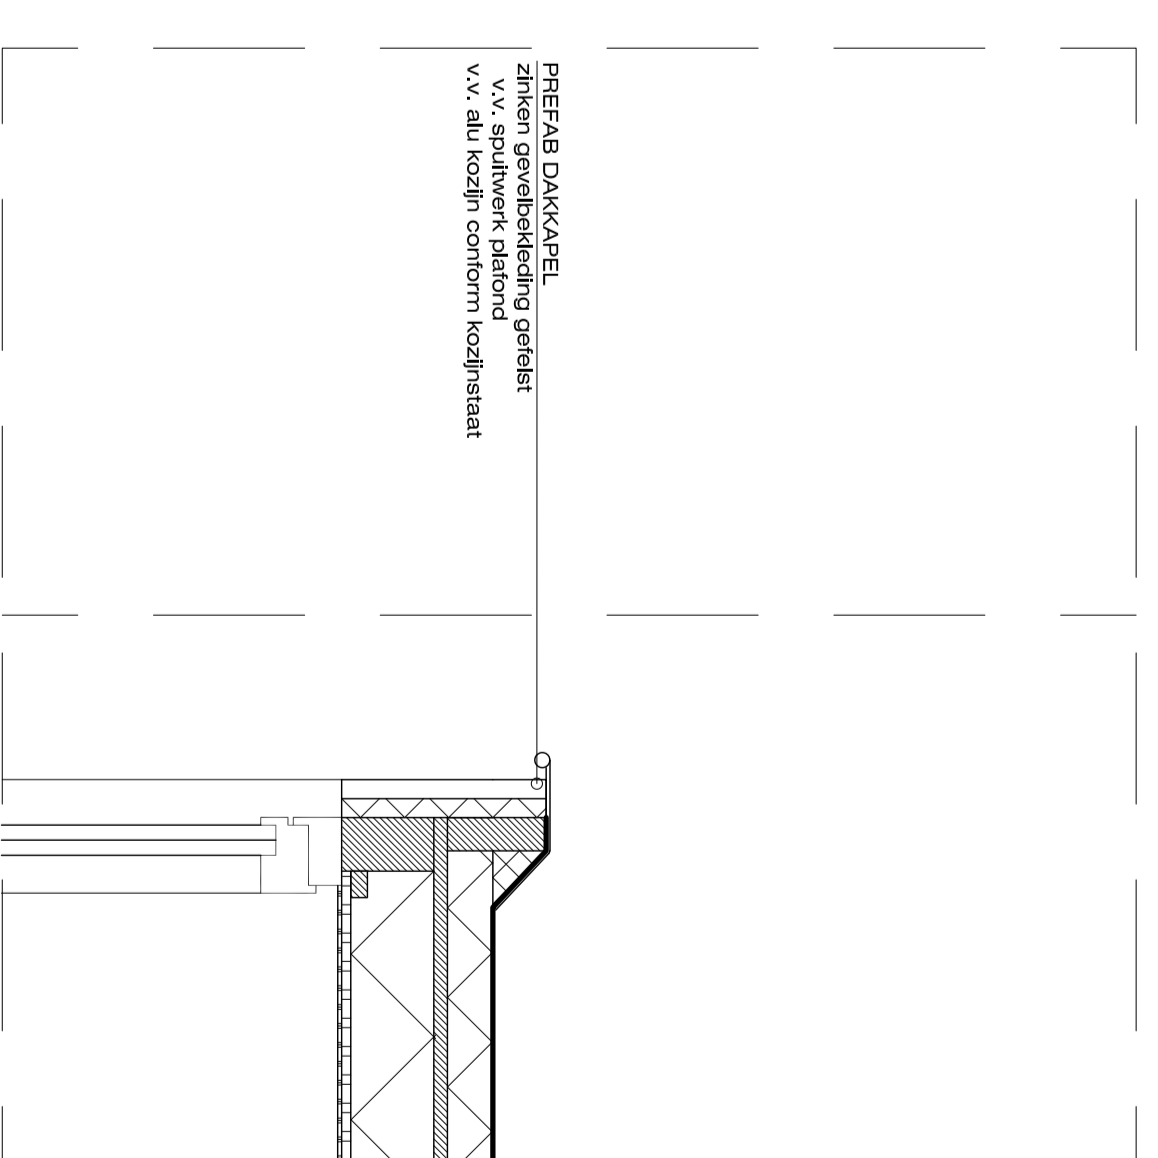 PREFAB DAKKAPEL
zinken gevelbekleding gefelst
v.v. spuitwerk plafond
v.v. alu kozijn conform kozijnstaat